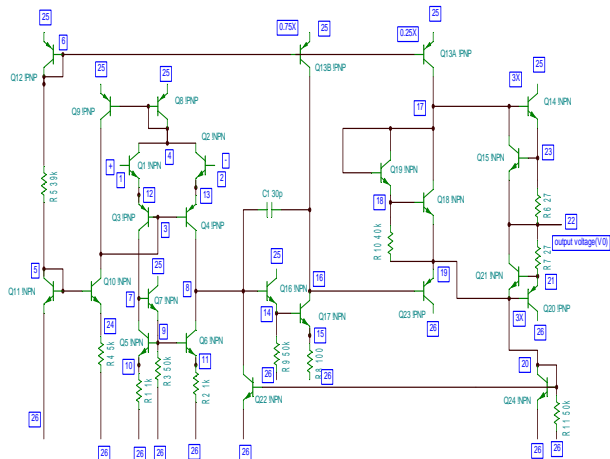 25
0.75X
25
0.25X
25
6
Q12 !PNP
Q13B !PNP
Q13A !PNP
25
25
3X
25
Q9 !PNP
Q8 !PNP
17
Q14 !NPN
Q2 !NPN
4
Q15 !NPN
23
+
Q1 !NPN
-
1
2
Q19 !NPN
R 5 39k
12
13
C1 30p
18
Q18 !NPN
R 6 27
Q3 !PNP
Q4 !PNP
3
22
R 10 40k
output voltage(V0)
R 7 27
5
Q10 !NPN
25
25
16
19
Q21 !NPN
21
Q11 !NPN
7
Q7 !NPN
8
Q16 !NPN
14
Q17 !NPN
Q23 !PNP
3X
Q20 !PNP
24
9
15
26
26
Q5 !NPN
Q6 !NPN
R 4 5k
10
11
R 9 50k
R 8 100
20
R 1 1k
R 3 50k
R 2 1k
26
26
Q22 !NPN
Q24 !NPN
R 11 50k
26
26
26
26
26
26
26
26